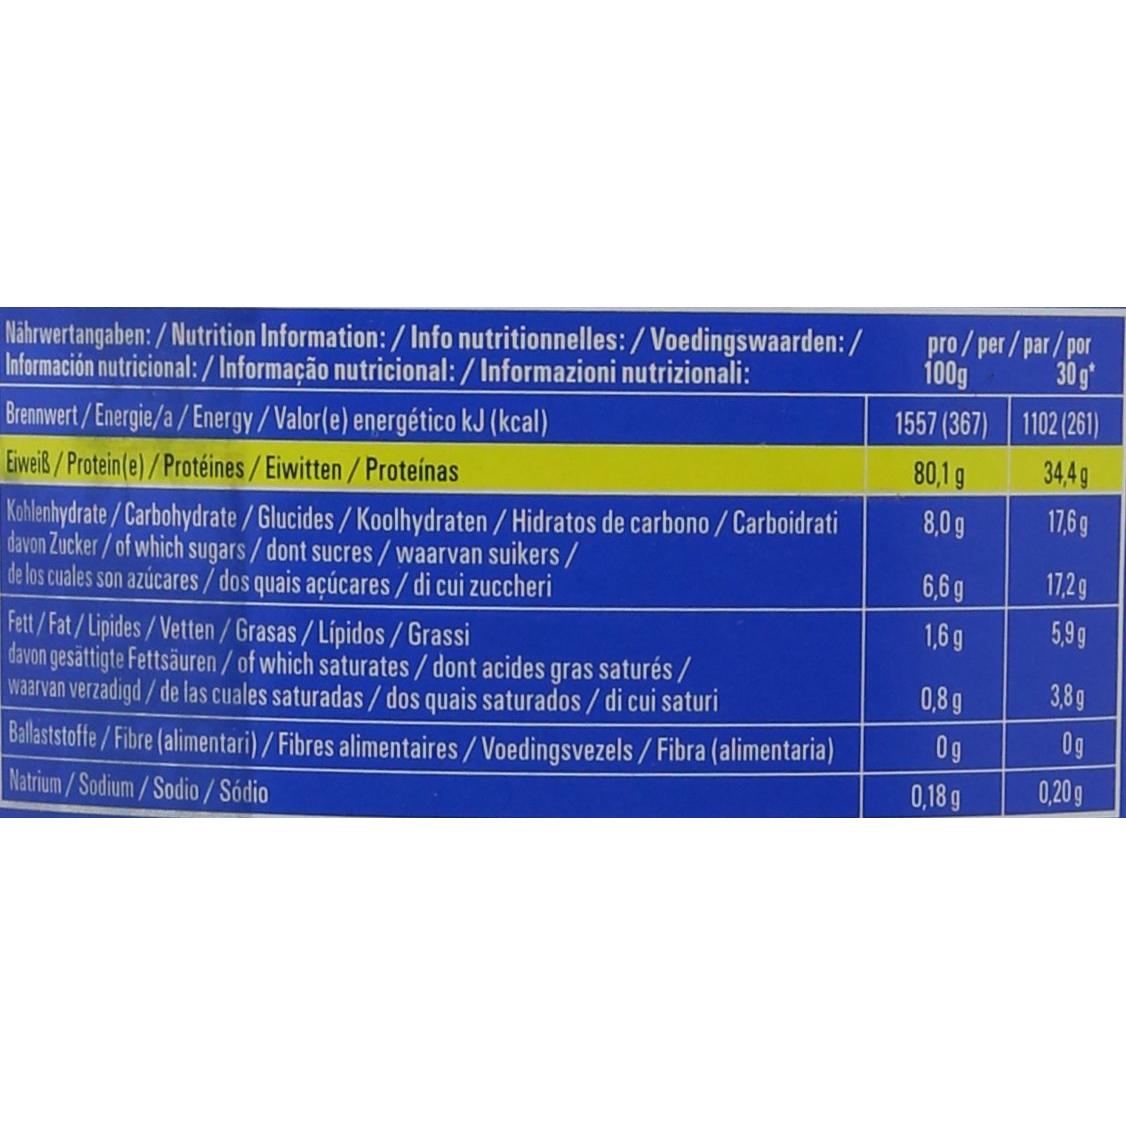 Nährwertangaben: / Nutrition Information: / Info nutritionnelles: / Voedingswaarden: / pro / per / par / por
Información nutricional: / Informação nutricional: / Informazioni nutrizionali: 100g 30 g*
Brennwert / Energie/a / Energy / Valor(e) energético kJ (kcal) 1557 (367) 1102 (261)
Eiweiß / Protein(e) / Protéines / Eiwitten / Proteínas 80,1 g 34,4 g
Kohlenhydrate / Carbohydrate / Glucides / Koolhydraten / Hidratos de carbono / Carboidrati 8,0 g 17,6 g
davon Zucker / of which sugars / dont sucres / waarvan suikers /
de los cuales son azúcares / dos quais açúcares / di cui zuccheri 6,6 g 17,2 g
Fett / Fat / Lipides / Vetten / Grasas / Lípidos / Grassi 1,6 g 5,9 g
davon gesättigte Fettsäuren / of which saturates / dont acides gras saturés /
waarvan verzadigd / de las cuales saturadas / dos quais saturados / di cui saturi 0,8 g 3,8 g
Ballaststoffe / Fibre (alimentari) / Fibres alimentaires / Voedingsvezels / Fibra (alimentaria) 0 g 0 g
Natrium / Sodium / Sodio / Sódio 0,18 g 0,20 g